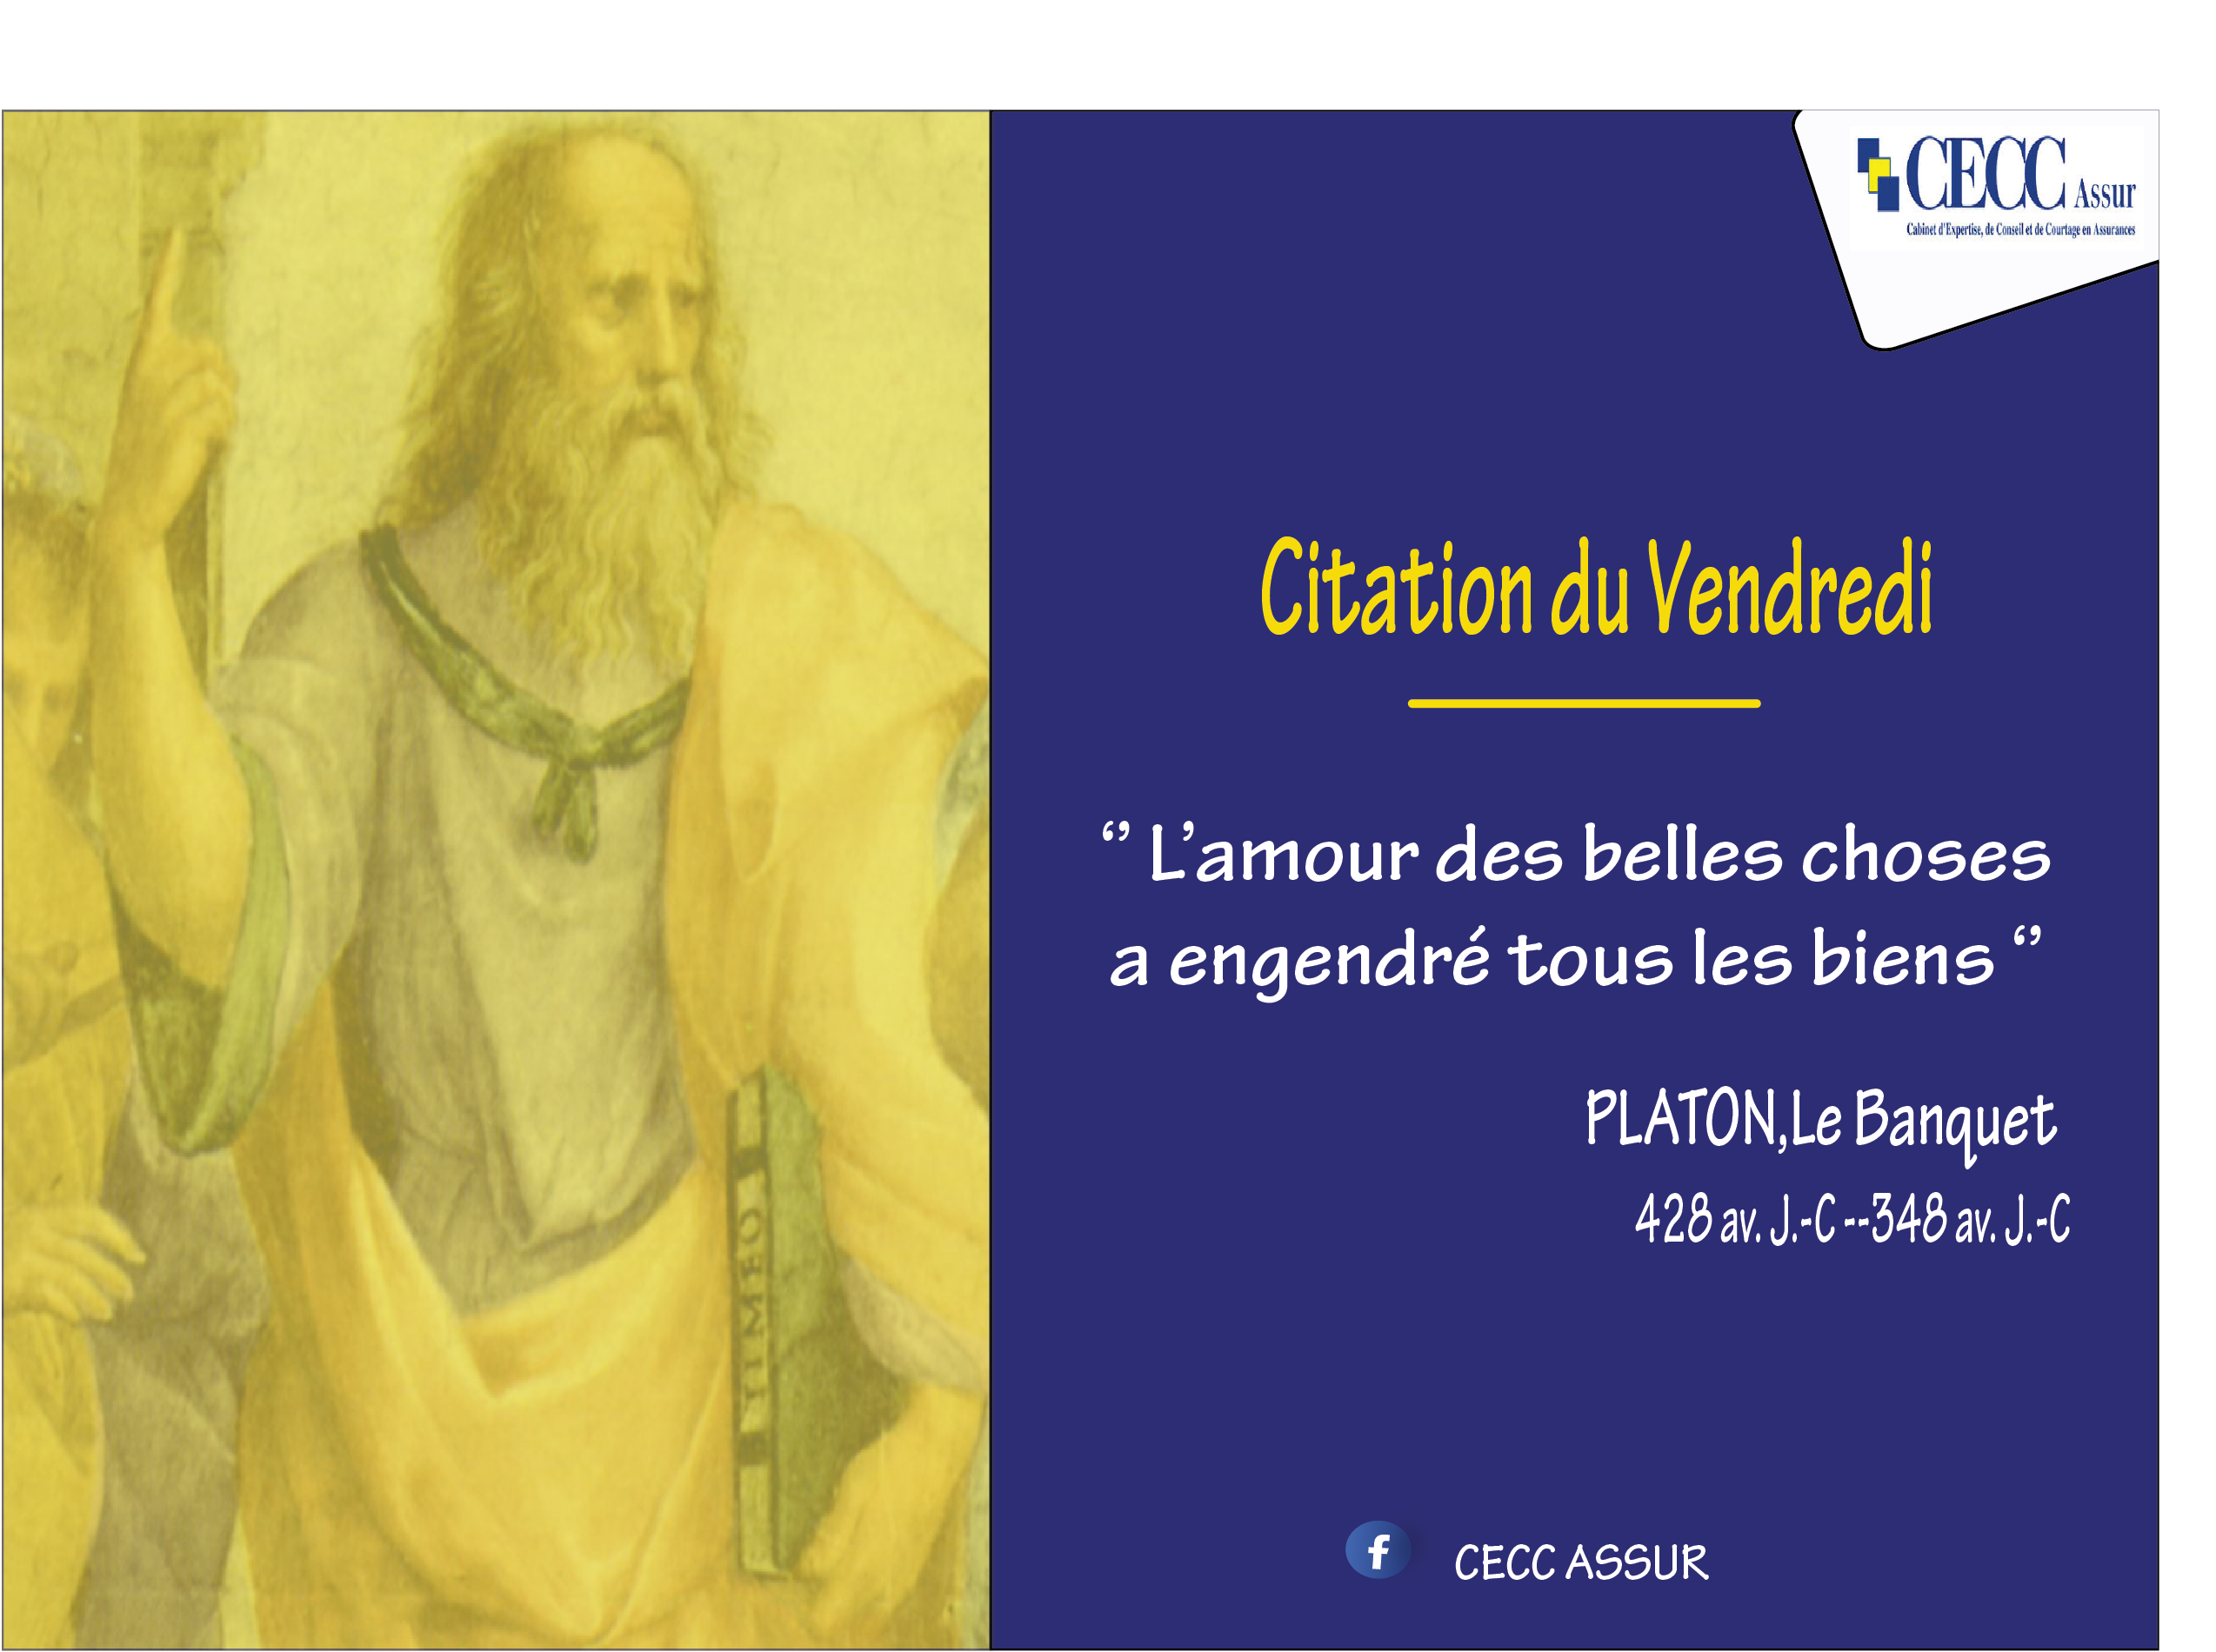 CECC Assur
Cabinet d'Expertise, de Conseil et de Courtage en Assurances
Citation du Vendredi
‘’ L'amour des belles choses
a engendré tous les biens ‘’
PLATON,Le Banquet
428 av. J.-C --348 av. J.-C
TIMEO
f CECC ASSUR